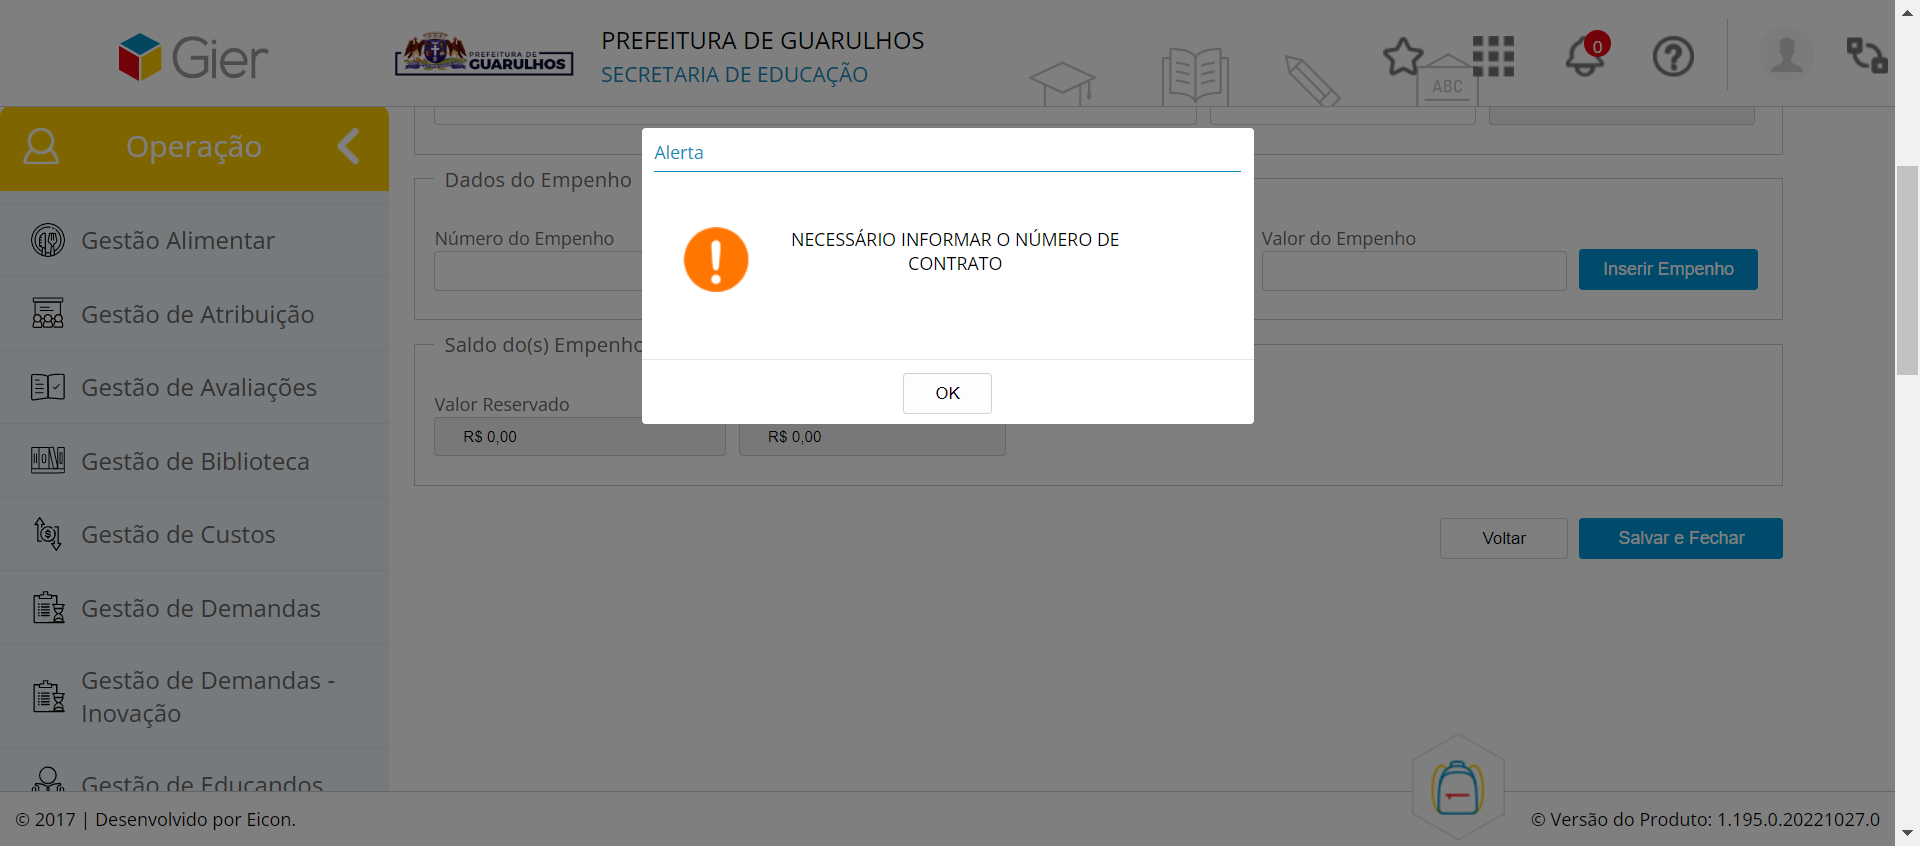 Gier
PREFEITURA DE
GUARULHOS
PREFEITURA DE GUARULHOS
SECRETARIA DE EDUCAÇÃO
ABC
0
Operação
Gestão Alimentar
Gestão de Atribuição
Gestão de Avaliações
Gestão de Biblioteca
Gestão de Custos
Gestão de Demandas
Gestão de Demandas -
Inovação
Gestão de Educandos
Alerta
NECESSÁRIO INFORMAR O NÚMERO DE
CONTRATO
OK
Dados do Empenho
Número do Empenho
Valor do Empenho
Inserir Empenho
Saldo do(s) Empenho
Valor Reservado
R$ 0,00
R$ 0,00
Voltar
Salvar e Fechar
© 2017 | Desenvolvido por Eicon.
© Versão do Produto: 1.195.0.20221027.0